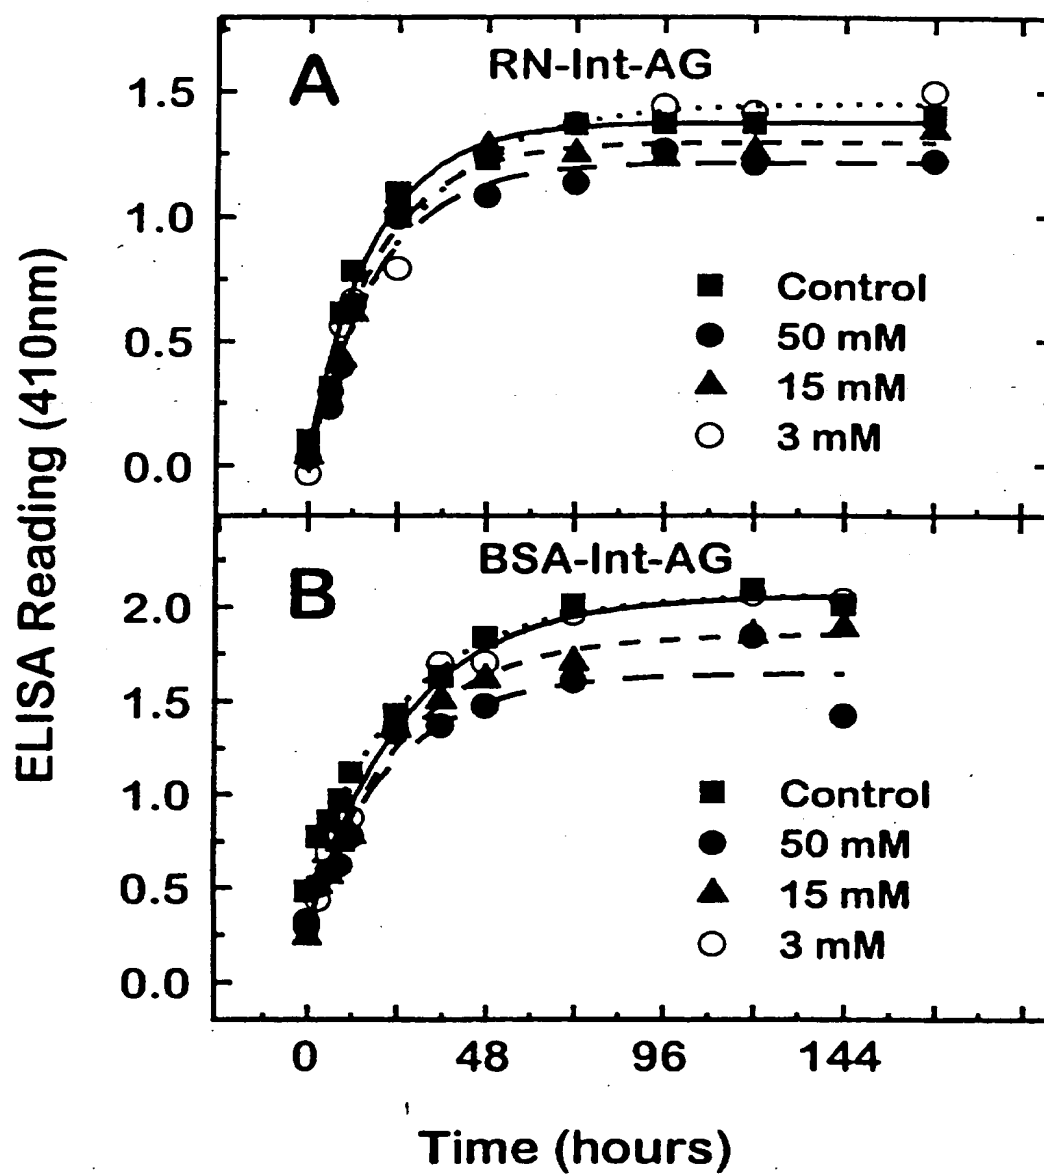 A
RN-Int-AG
1.5
1.0
0.5
0.0
Control
50 mM
15 mM
3 mM
ELISA Reading (410nm)
B
BSA-Int-AG
2.0
1.5
1.0
0.5
0.0
Control
50 mM
15 mM
3 mM
0 48 96 144
Time (hours)